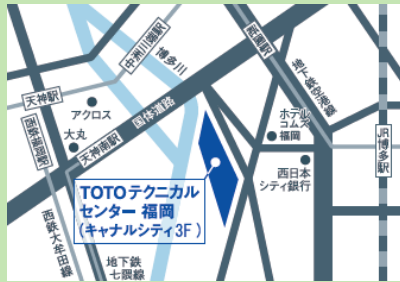 中洲川端駅
博多川
祇園駅
地下鉄空港線
天神駅
アクロス
国体道路
ホテル
コムズ
福岡
西鉄福岡駅
大丸
天神南駅
JR博多駅
西日本
シティ銀行
TOTOテクニカル
センター 福岡
(キャナルシティ3F )
西鉄大牟田線
地下鉄
七隈線